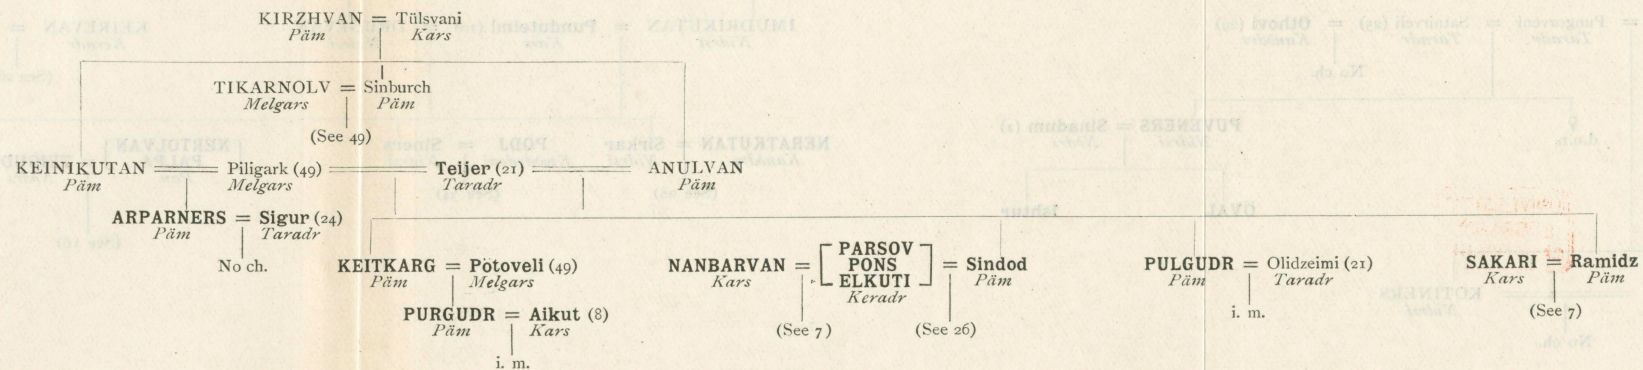 KIRZHVAN = Tülsvani
Päm Kars
TIKARNOLV = Sinburch
Melgars Päm
(See 49)
KEINIKUTAN = Piligark (49) = Teijer (21) = ANULVAN
Päm Melgars Taradr Päm
ARPARNERS = Sigur (24)
Päm Taradr
No ch.
KEITKARG = Pötoveli (49)
Päm Melgars
PURGUDR = Aikut (8)
Päm Kars
i. m.
NANBARVAN = [PARSOV
PONS
ELKUTI] = Sindod
Kars Keradr Päm
(See 7) (See 26)
PULGUDR = Olidzeimi (21)
Päm Taradr
i. m.
SAKARI = Ramidz
Kars Päm
(See 7)